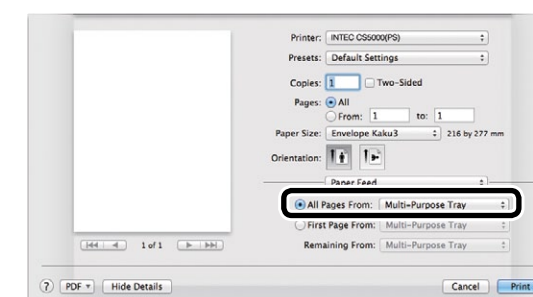 Printer: INTEC CS5000(PS)
Presets: Default Settings
Copies: 1 Two-Sided
Pages: All
From: 1 to: 1
Paper Size: Envelope Kaku3 216 by 277 mm
Orientation:
Paper Feed
All Pages From: Multi-Purpose Tray
First Page From: Multi-Purpose Tray
Remaining From: Multi-Purpose Tray
1 of 1
? PDF Hide Details Cancel Print